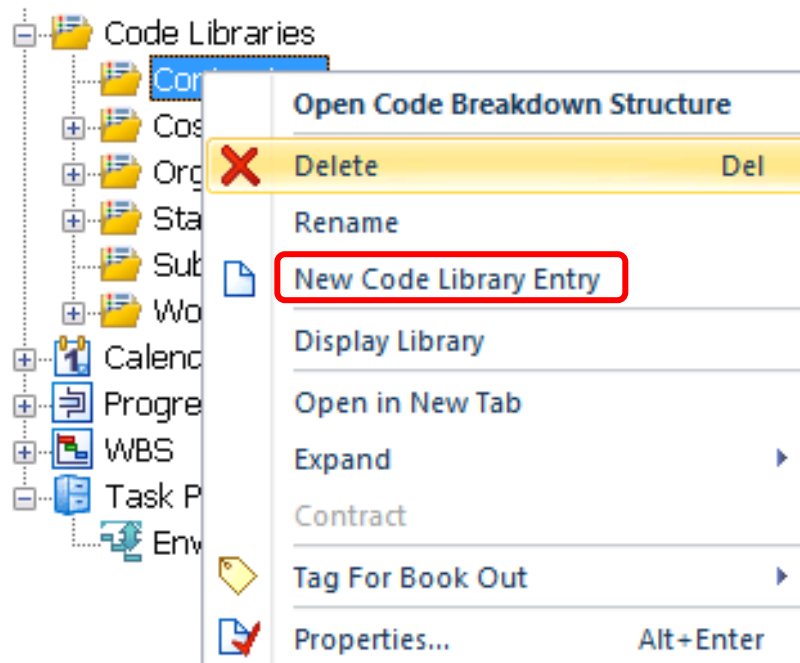 Code Libraries
Open Code Breakdown Structure
Delete Del
Rename
New Code Library Entry
Display Library
Open in New Tab
Expand
Contract
Tag For Book Out
Properties... Alt+Enter
WBS